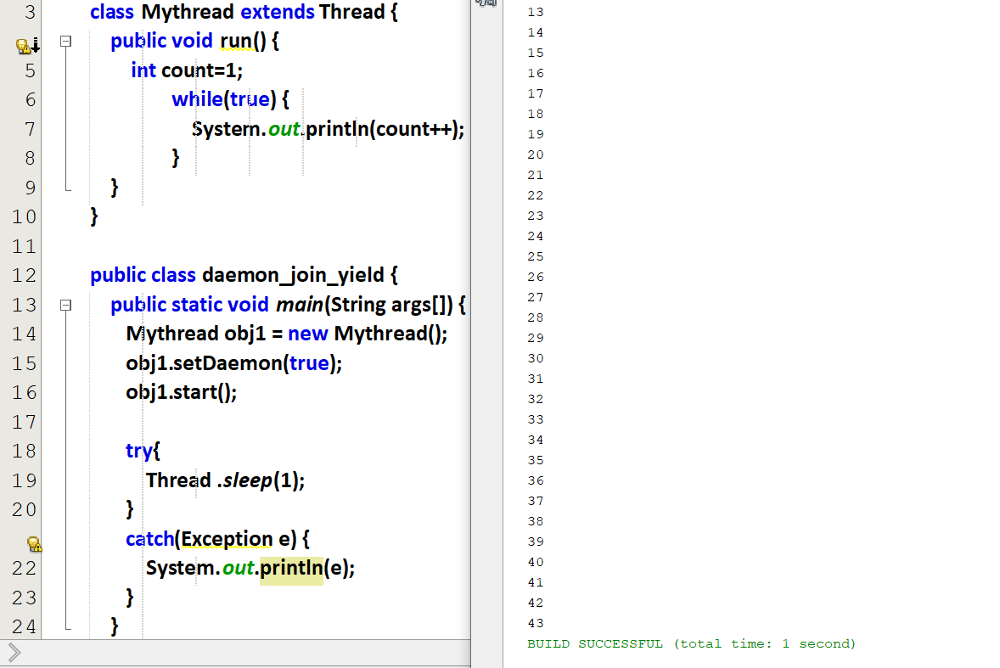 3 class Mythread extends Thread {
public void run() {
5 int count=1;
6 while(true) {
7 System.out.println(count++);
8 }
9 }
10 }
11
12 public class daemon_join_yield {
13 public static void main(String args[]) {
14 Mythread obj1 = new Mythread();
15 obj1.setDaemon(true);
16 obj1.start();
17
18 try{
19 Thread .sleep(1);
20 }
catch(Exception e) {
22 System.out.println(e);
23 }
24 }
13
14
15
16
17
18
19
20
21
22
23
24
25
26
27
28
29
30
31
32
33
34
35
36
37
38
39
40
41
42
43
BUILD SUCCESSFUL (total time: 1 second)